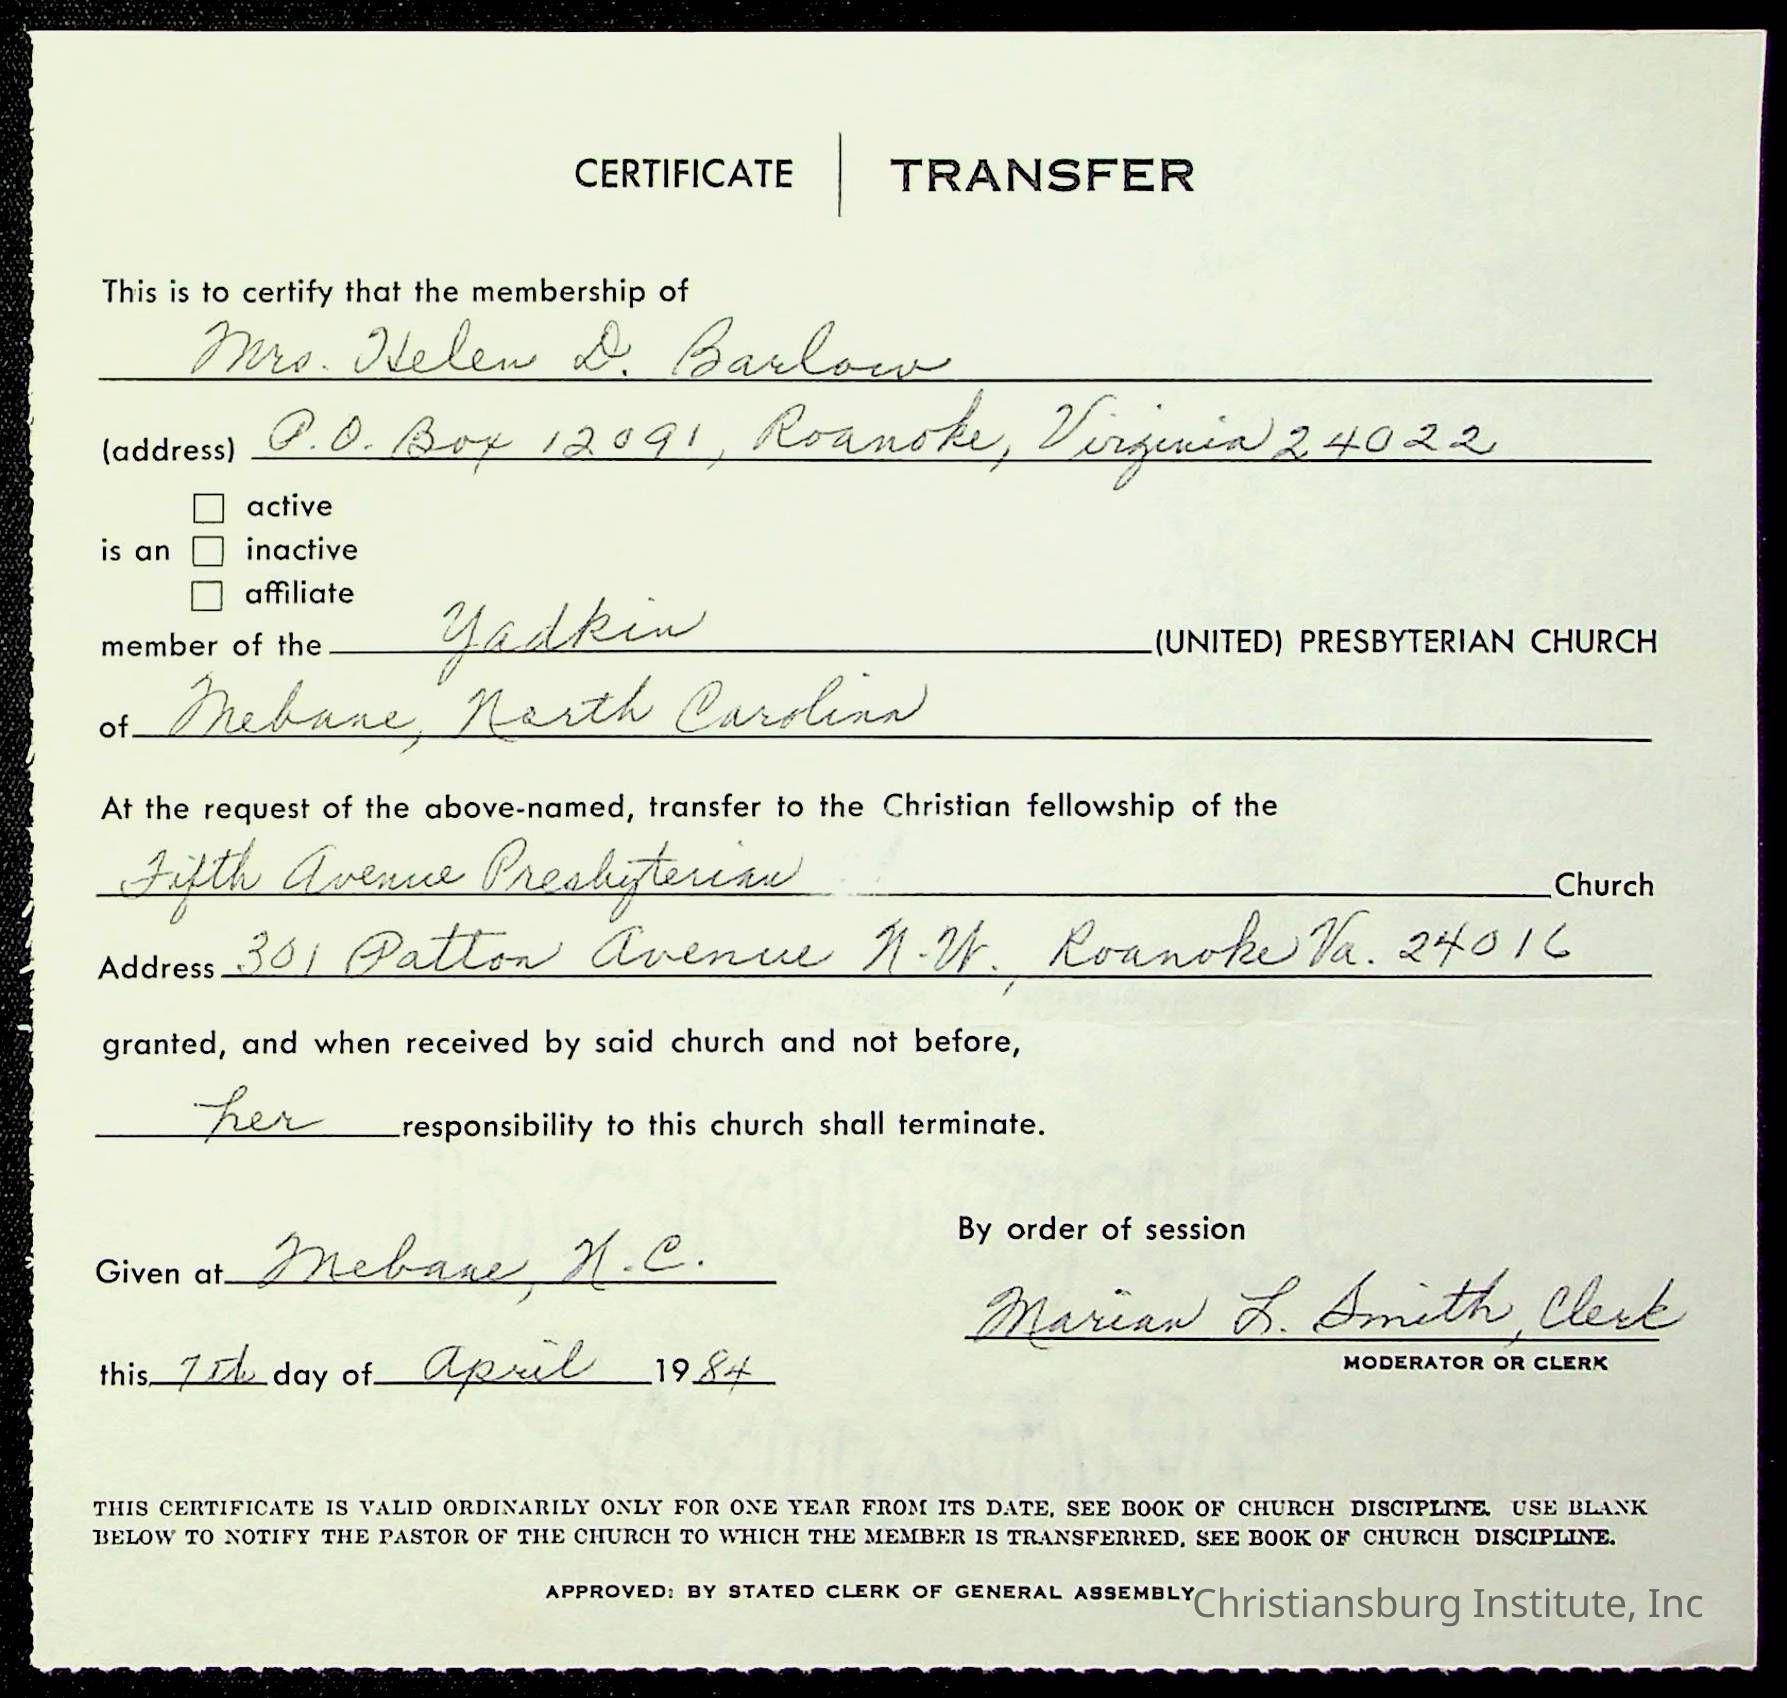 CERTIFICATE | TRANSFER
This is to certify that the membership of
Mrs. Helen D. Barlow
(address) P.O. Box 12091, Roanoke, Virginia 24022
☐ active
is an ☐ inactive
☐ affiliate
member of the Yadkin (UNITED) PRESBYTERIAN CHURCH
of Mebane, North Carolina
At the request of the above-named, transfer to the Christian fellowship of the
Fifth Avenue Presbyterian Church
Address 301 Patton Avenue N.W., Roanoke Va. 24016
granted, and when received by said church and not before,
her responsibility to this church shall terminate.
By order of session
Given at Mebane, N.C.
Marian L. Smith, Clerk
MODERATOR OR CLERK
this 7th day of April 1984
THIS CERTIFICATE IS VALID ORDINARILY ONLY FOR ONE YEAR FROM ITS DATE, SEE BOOK OF CHURCH DISCIPLINE. USE BLANK
BELOW TO NOTIFY THE PASTOR OF THE CHURCH TO WHICH THE MEMBER IS TRANSFERRED, SEE BOOK OF CHURCH DISCIPLINE.
APPROVED: BY STATED CLERK OF GENERAL ASSEMBLY
Christiansburg Institute, Inc